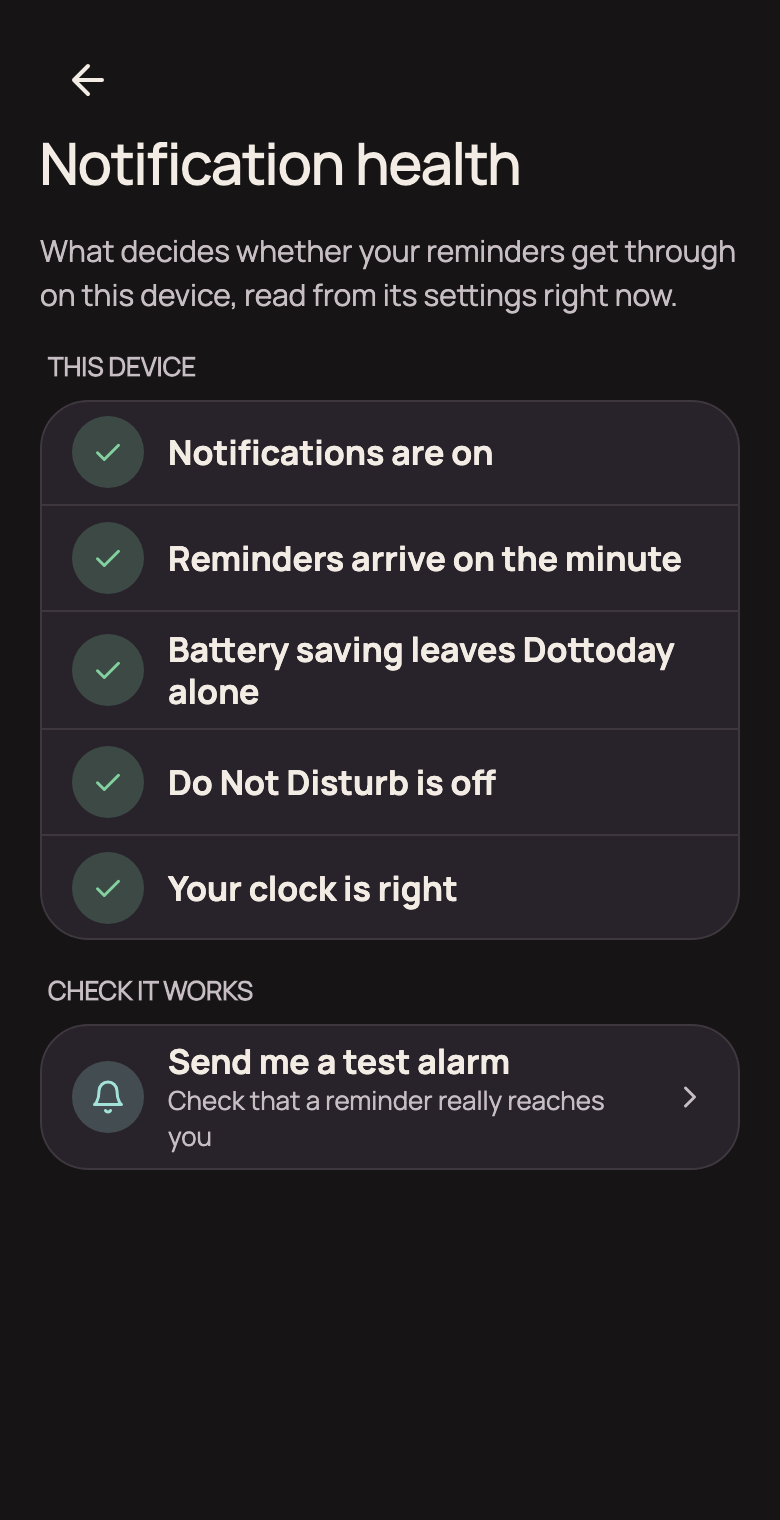 Notification health
What decides whether your reminders get through
on this device, read from its settings right now.
THIS DEVICE
Notifications are on
Reminders arrive on the minute
Battery saving leaves Dottoday
alone
Do Not Disturb is off
Your clock is right
CHECK IT WORKS
Send me a test alarm
Check that a reminder really reaches
you